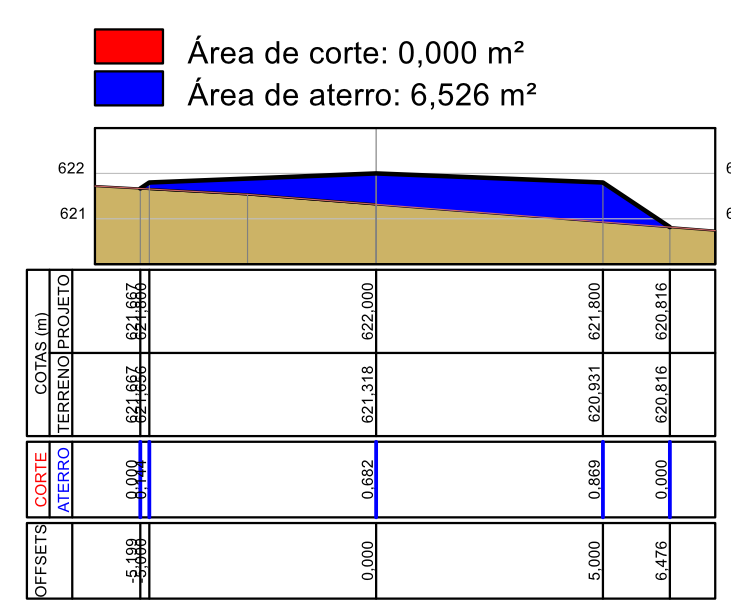 Área de corte: 0,000 m²
Área de aterro: 6,526 m²
622
621
COTAS (m)
PROJETO
621,667
621,800
622,000
621,800
620,816
TERRENO
621,667
621,656
621,318
620,931
620,816
CORTE
ATERRO
0,000
0,144
0,682
0,869
0,000
OFFSETS
-5,199
-5,000
0,000
5,000
6,476